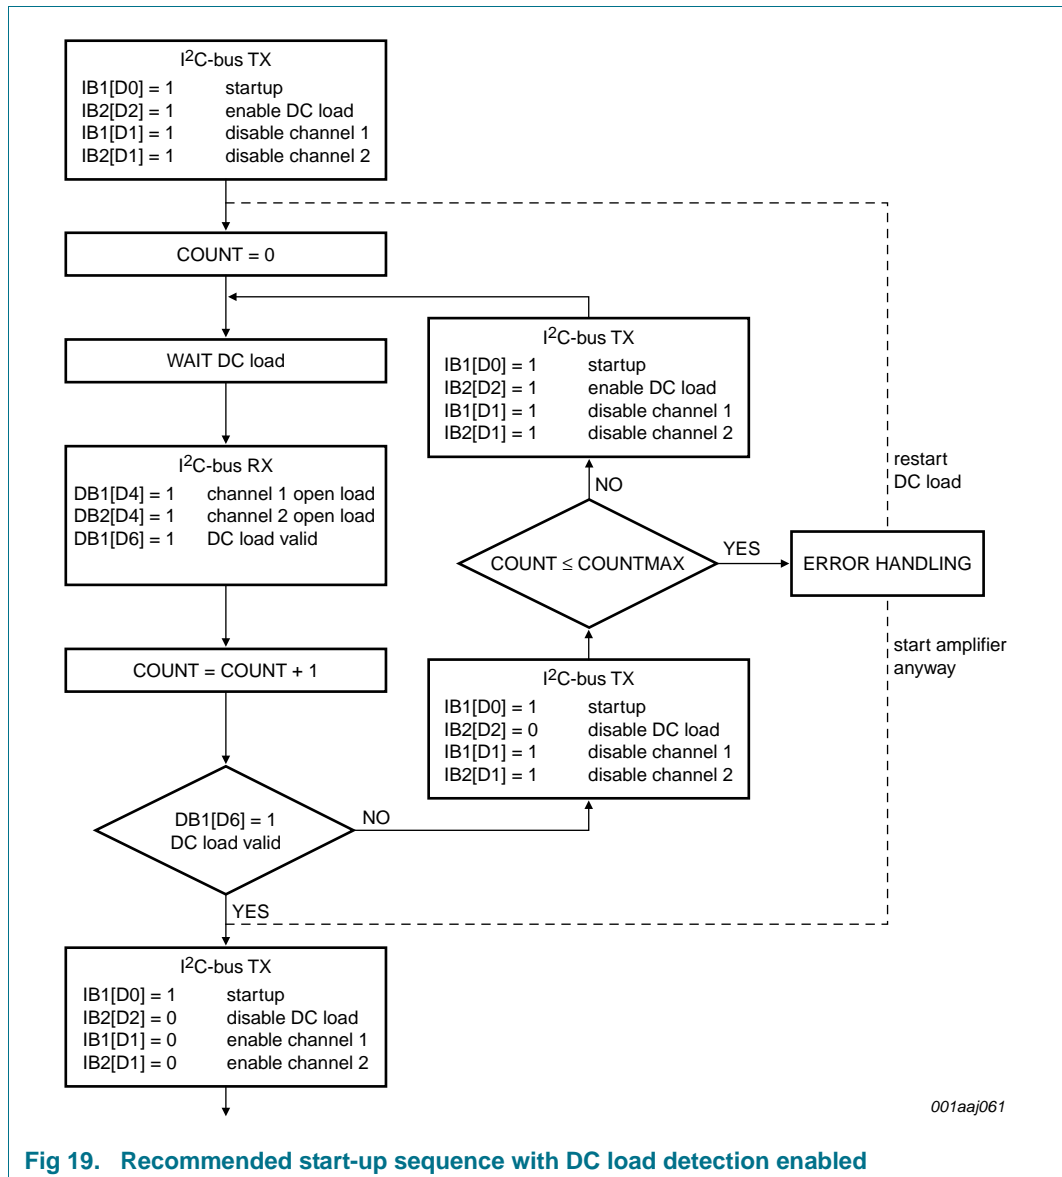 I2C-bus TX
IB1[D0] = 1 startup
IB2[D2] = 1 enable DC load
IB1[D1] = 1 disable channel 1
IB2[D1] = 1 disable channel 2
COUNT = 0
WAIT DC load
I2C-bus RX
DB1[D4] = 1 channel 1 open load
DB2[D4] = 1 channel 2 open load
DB1[D6] = 1 DC load valid
COUNT = COUNT + 1
DB1[D6] = 1
DC load valid
NO
YES
I2C-bus TX
IB1[D0] = 1 startup
IB2[D2] = 0 disable DC load
IB1[D1] = 0 enable channel 1
IB2[D1] = 0 enable channel 2
I2C-bus TX
IB1[D0] = 1 startup
IB2[D2] = 1 enable DC load
IB1[D1] = 1 disable channel 1
IB2[D1] = 1 disable channel 2
NO
COUNT ≤ COUNTMAX
YES
I2C-bus TX
IB1[D0] = 1 startup
IB2[D2] = 0 disable DC load
IB1[D1] = 1 disable channel 1
IB2[D1] = 1 disable channel 2
restart
DC load
ERROR HANDLING
start amplifier
anyway
001aaj061
Fig 19. Recommended start-up sequence with DC load detection enabled